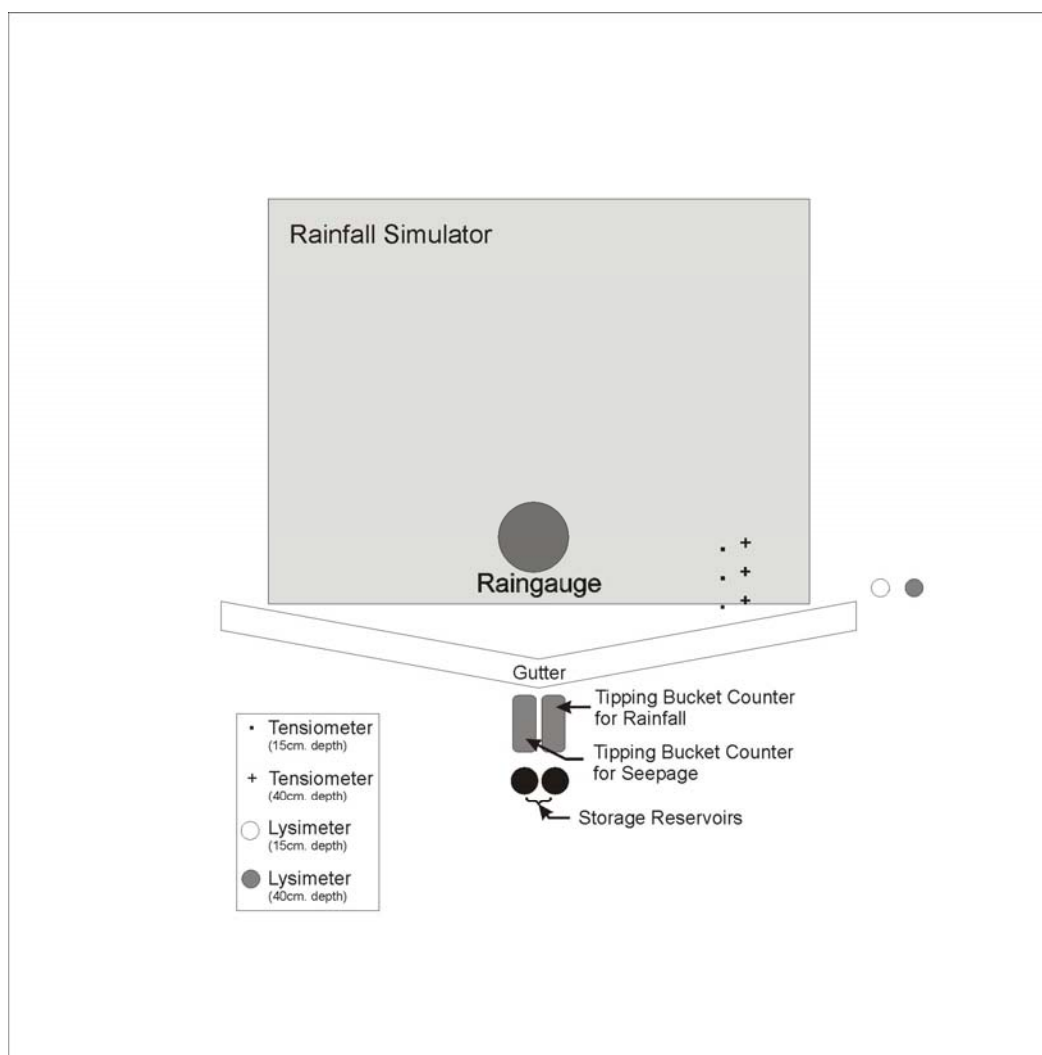 Rainfall Simulator
Raingauge
Gutter
Tipping Bucket Counter
for Rainfall
Tipping Bucket Counter
for Seepage
Storage Reservoirs
Tensiometer
(15cm. depth)
Tensiometer
(40cm. depth)
Lysimeter
(15cm. depth)
Lysimeter
(40cm. depth)